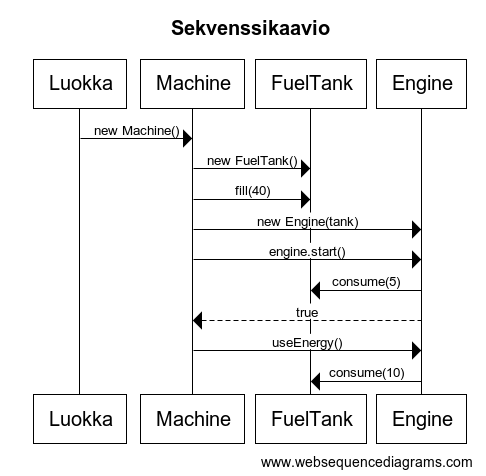 Sekvenssikaavio
Luokka Machine FuelTank Engine
new Machine()
new FuelTank()
fill(40)
new Engine(tank)
engine.start()
consume(5)
true
useEnergy()
consume(10)
Luokka Machine FuelTank Engine
www.websequencediagrams.com